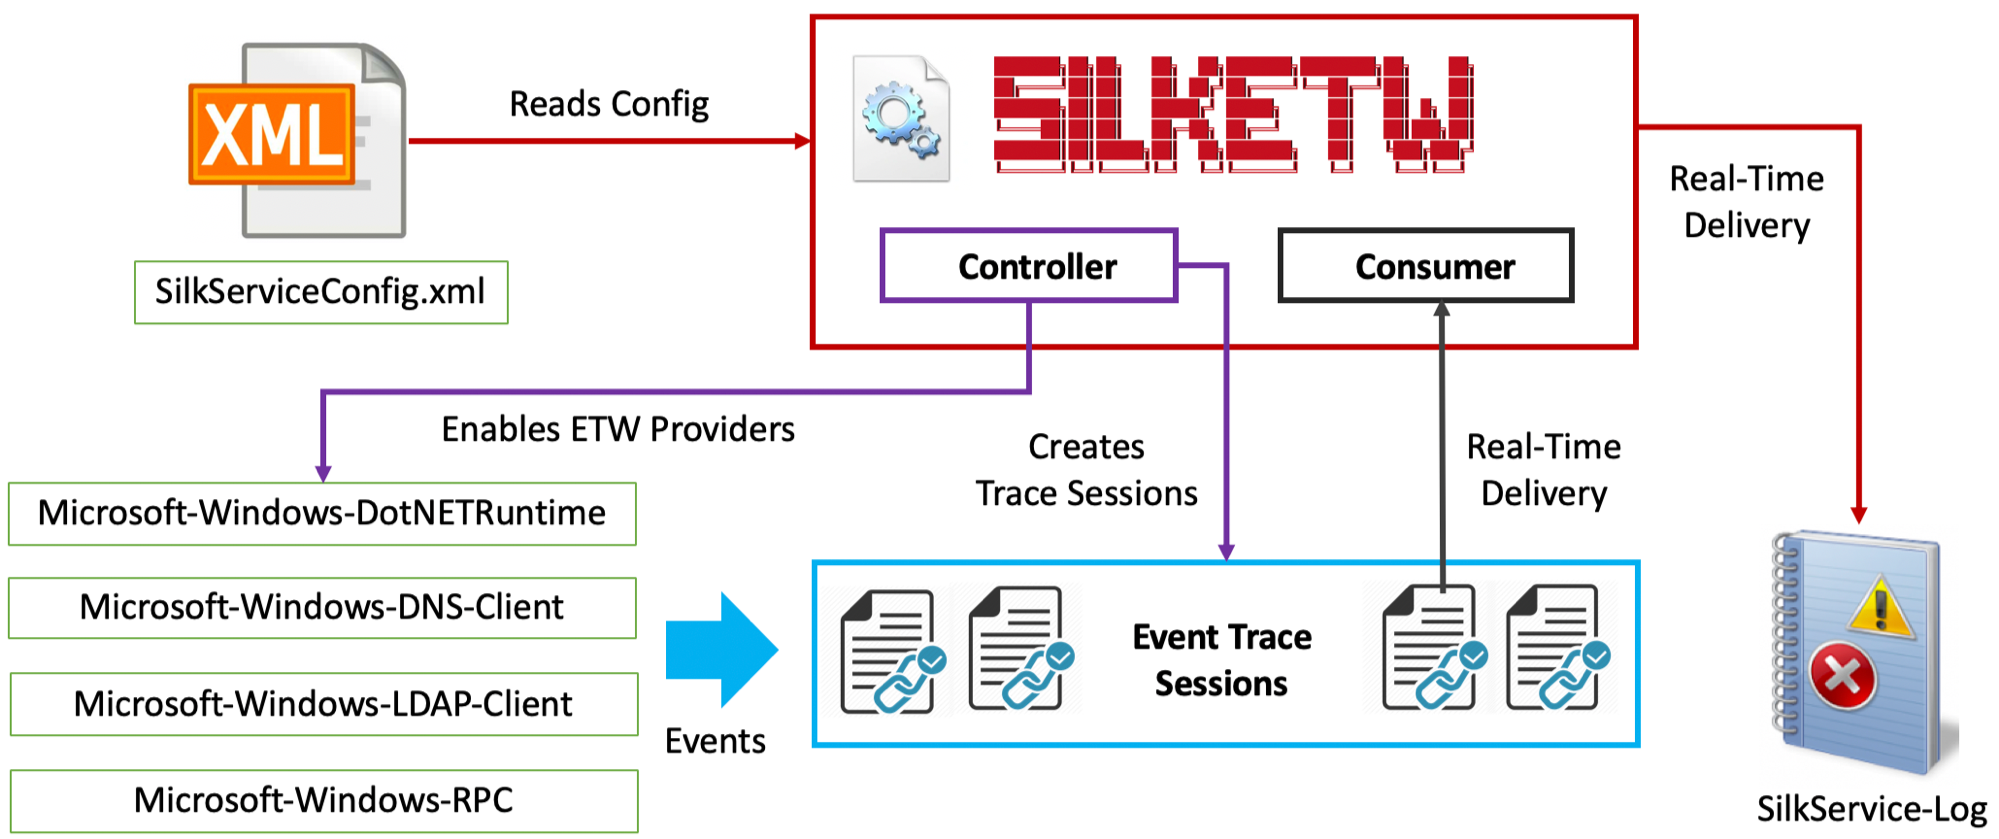 XML
SilkServiceConfig.xml
Reads Config
SILKETW
Controller
Consumer
Real-Time
Delivery
Enables ETW Providers
Creates
Trace Sessions
Real-Time
Delivery
Microsoft-Windows-DotNETRuntime
Microsoft-Windows-DNS-Client
Microsoft-Windows-LDAP-Client
Microsoft-Windows-RPC
Events
Event Trace
Sessions
SilkService-Log